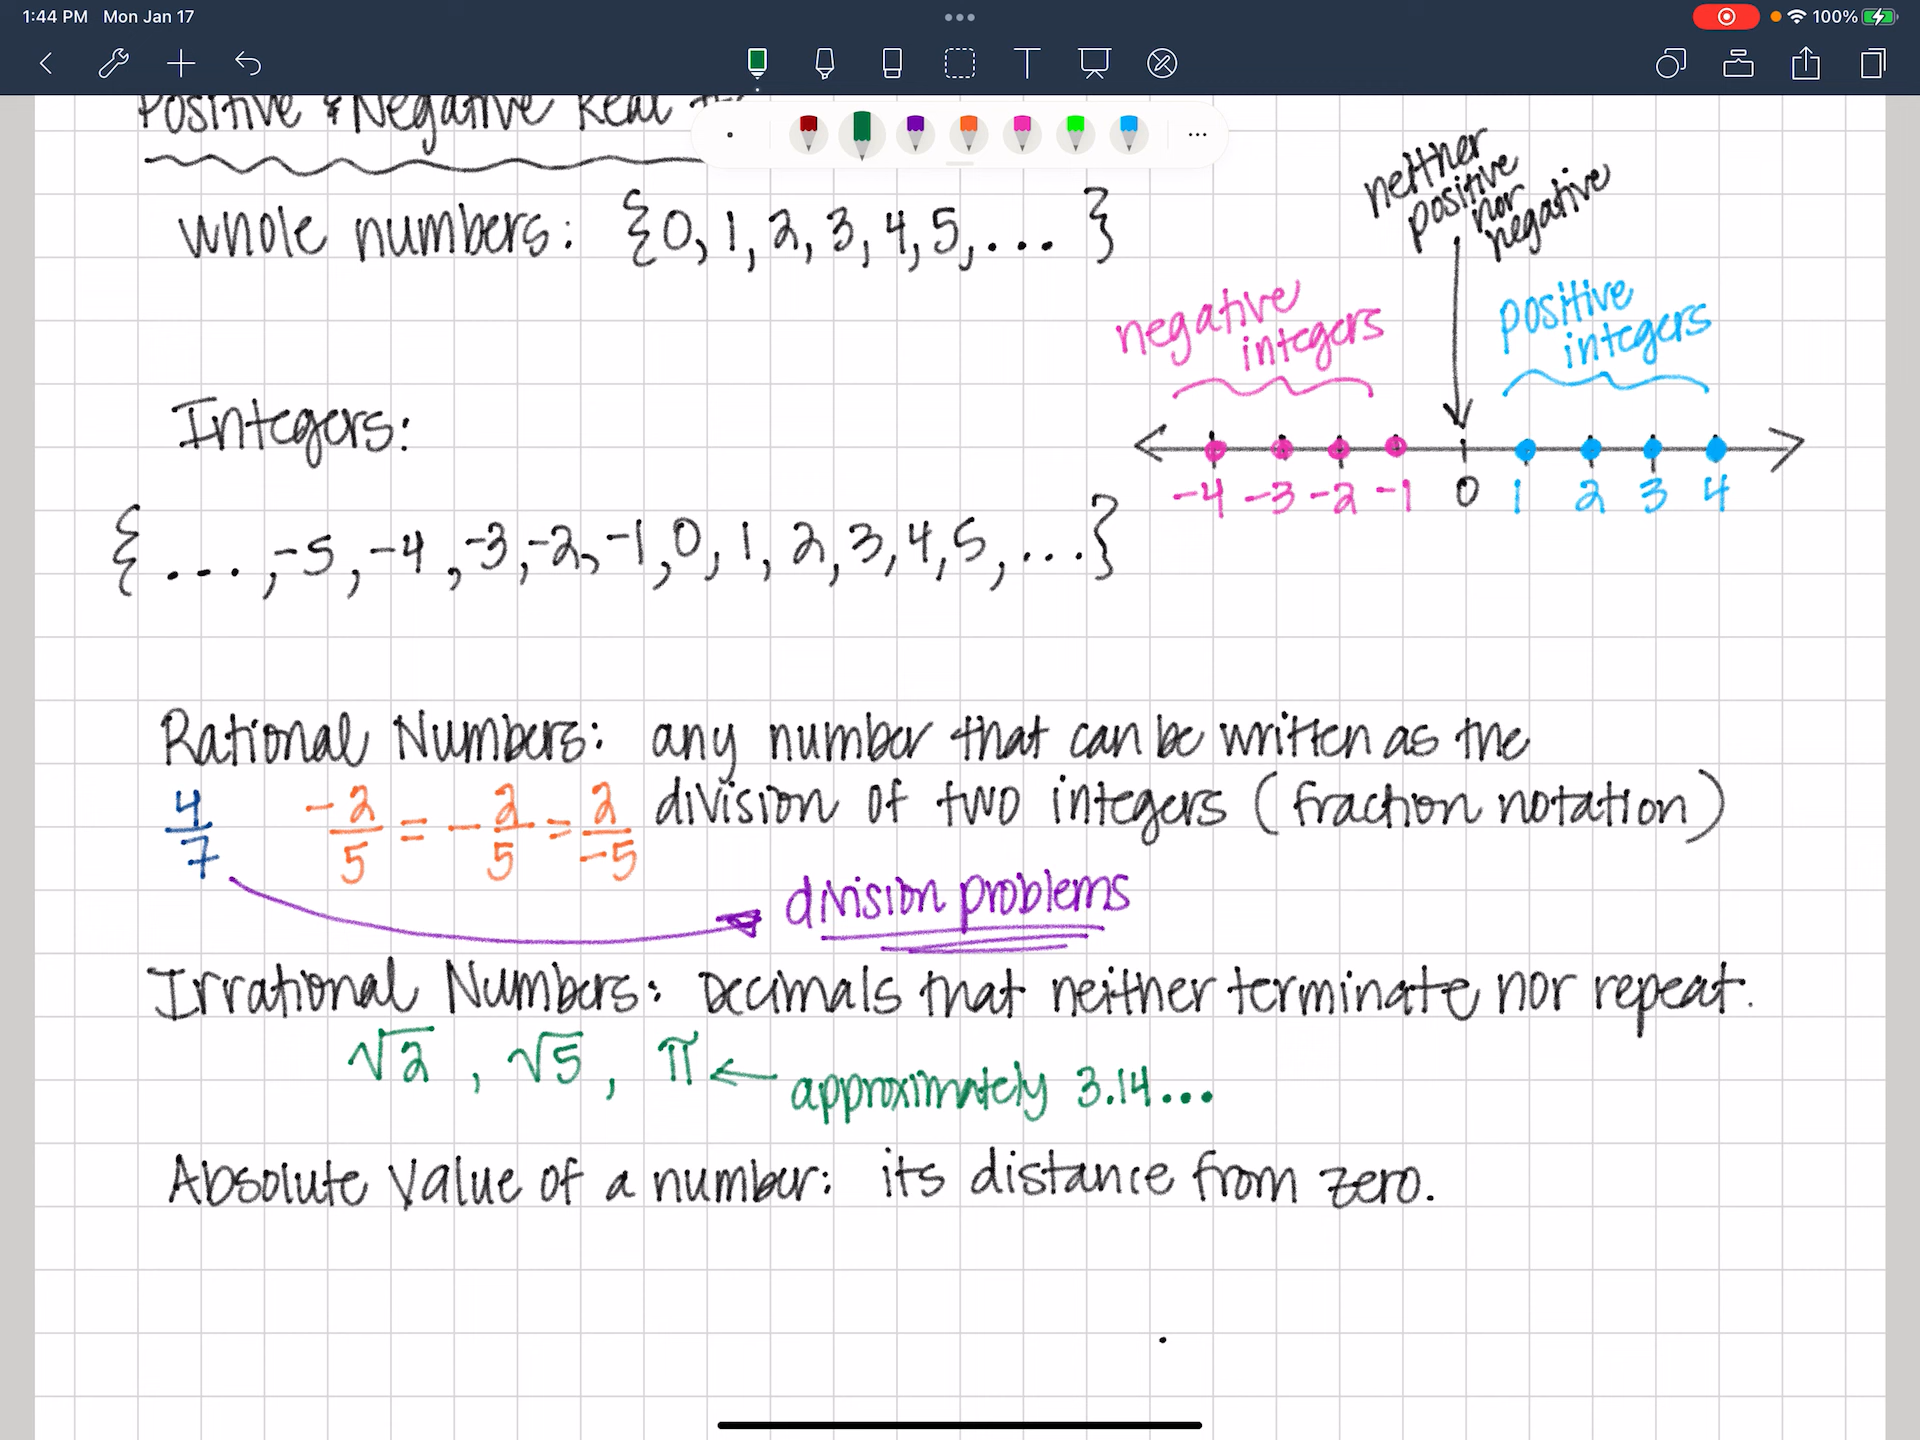 1:44 PM Mon Jan 17
100%
Positive & Negative Real
whole numbers: {0, 1, 2, 3, 4, 5, ... }
neither
positive
nor
negative
negative
integers
positive
integers
Integers:
-4 -3 -2 -1 0 1 2 3 4
{ ... , -5, -4, -3, -2, -1, 0, 1, 2, 3, 4, 5, ... }
Rational Numbers: any number that can be written as the
division of two integers (fraction notation)
4/7 -2/5 = -2/5 = 2/-5
division problems
Irrational Numbers: Decimals that neither terminate nor repeat.
√2 , √5 , π ← approximately 3.14...
Absolute Value of a number: its distance from zero.